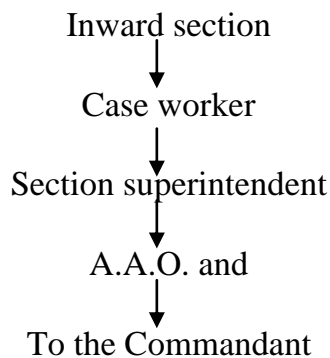 Inward section
Case worker
Section superintendent
A.A.O. and
To the Commandant